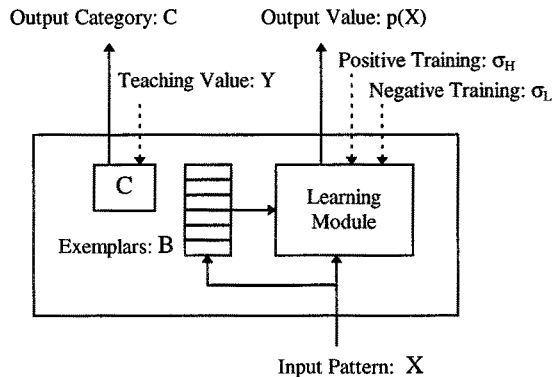 Output Category: C
Output Value: p(X)
Positive Training: σH
Teaching Value: Y
Negative Training: σL
C
Learning
Module
Exemplars: B
Input Pattern: X